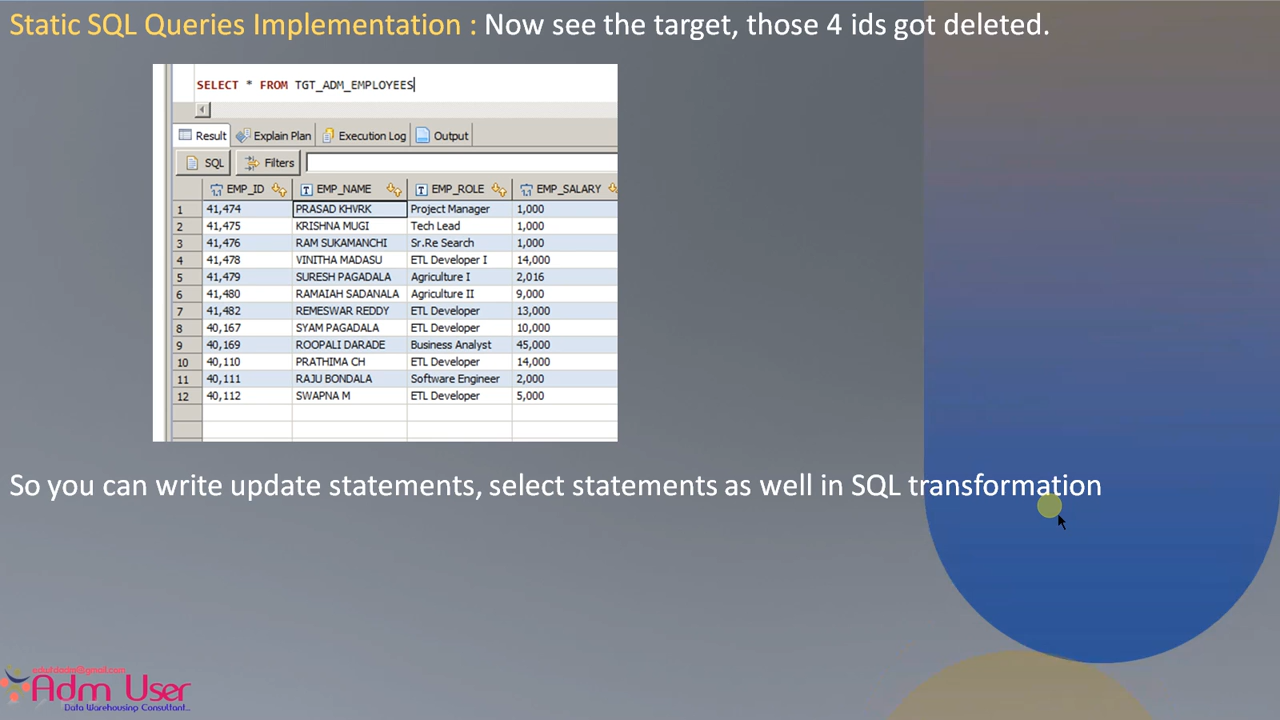 Static SQL Queries Implementation : Now see the target, those 4 ids got deleted.
SELECT * FROM TGT_ADM_EMPLOYEES
Result Explain Plan Execution Log Output
SQL Filters
EMP_ID EMP_NAME EMP_ROLE EMP_SALARY
1 41,474 PRASAD KHVRK Project Manager 1,000
2 41,475 KRISHNA MUGI Tech Lead 1,000
3 41,476 RAM SUKAMANCHI Sr.Re Search 1,000
4 41,478 VINITHA MADASU ETL Developer I 14,000
5 41,479 SURESH PAGADALA Agriculture I 2,016
6 41,480 RAMAIAH SADANALA Agriculture II 9,000
7 41,482 REMESWAR REDDY ETL Developer 13,000
8 40,167 SYAM PAGADALA ETL Developer 10,000
9 40,169 ROOPALI DARADE Business Analyst 45,000
10 40,110 PRATHIMA CH ETL Developer 14,000
11 40,111 RAJU BONDALA Software Engineer 2,000
12 40,112 SWAPNA M ETL Developer 5,000
So you can write update statements, select statements as well in SQL transformation
Adm User
Data Warehousing Consultant...